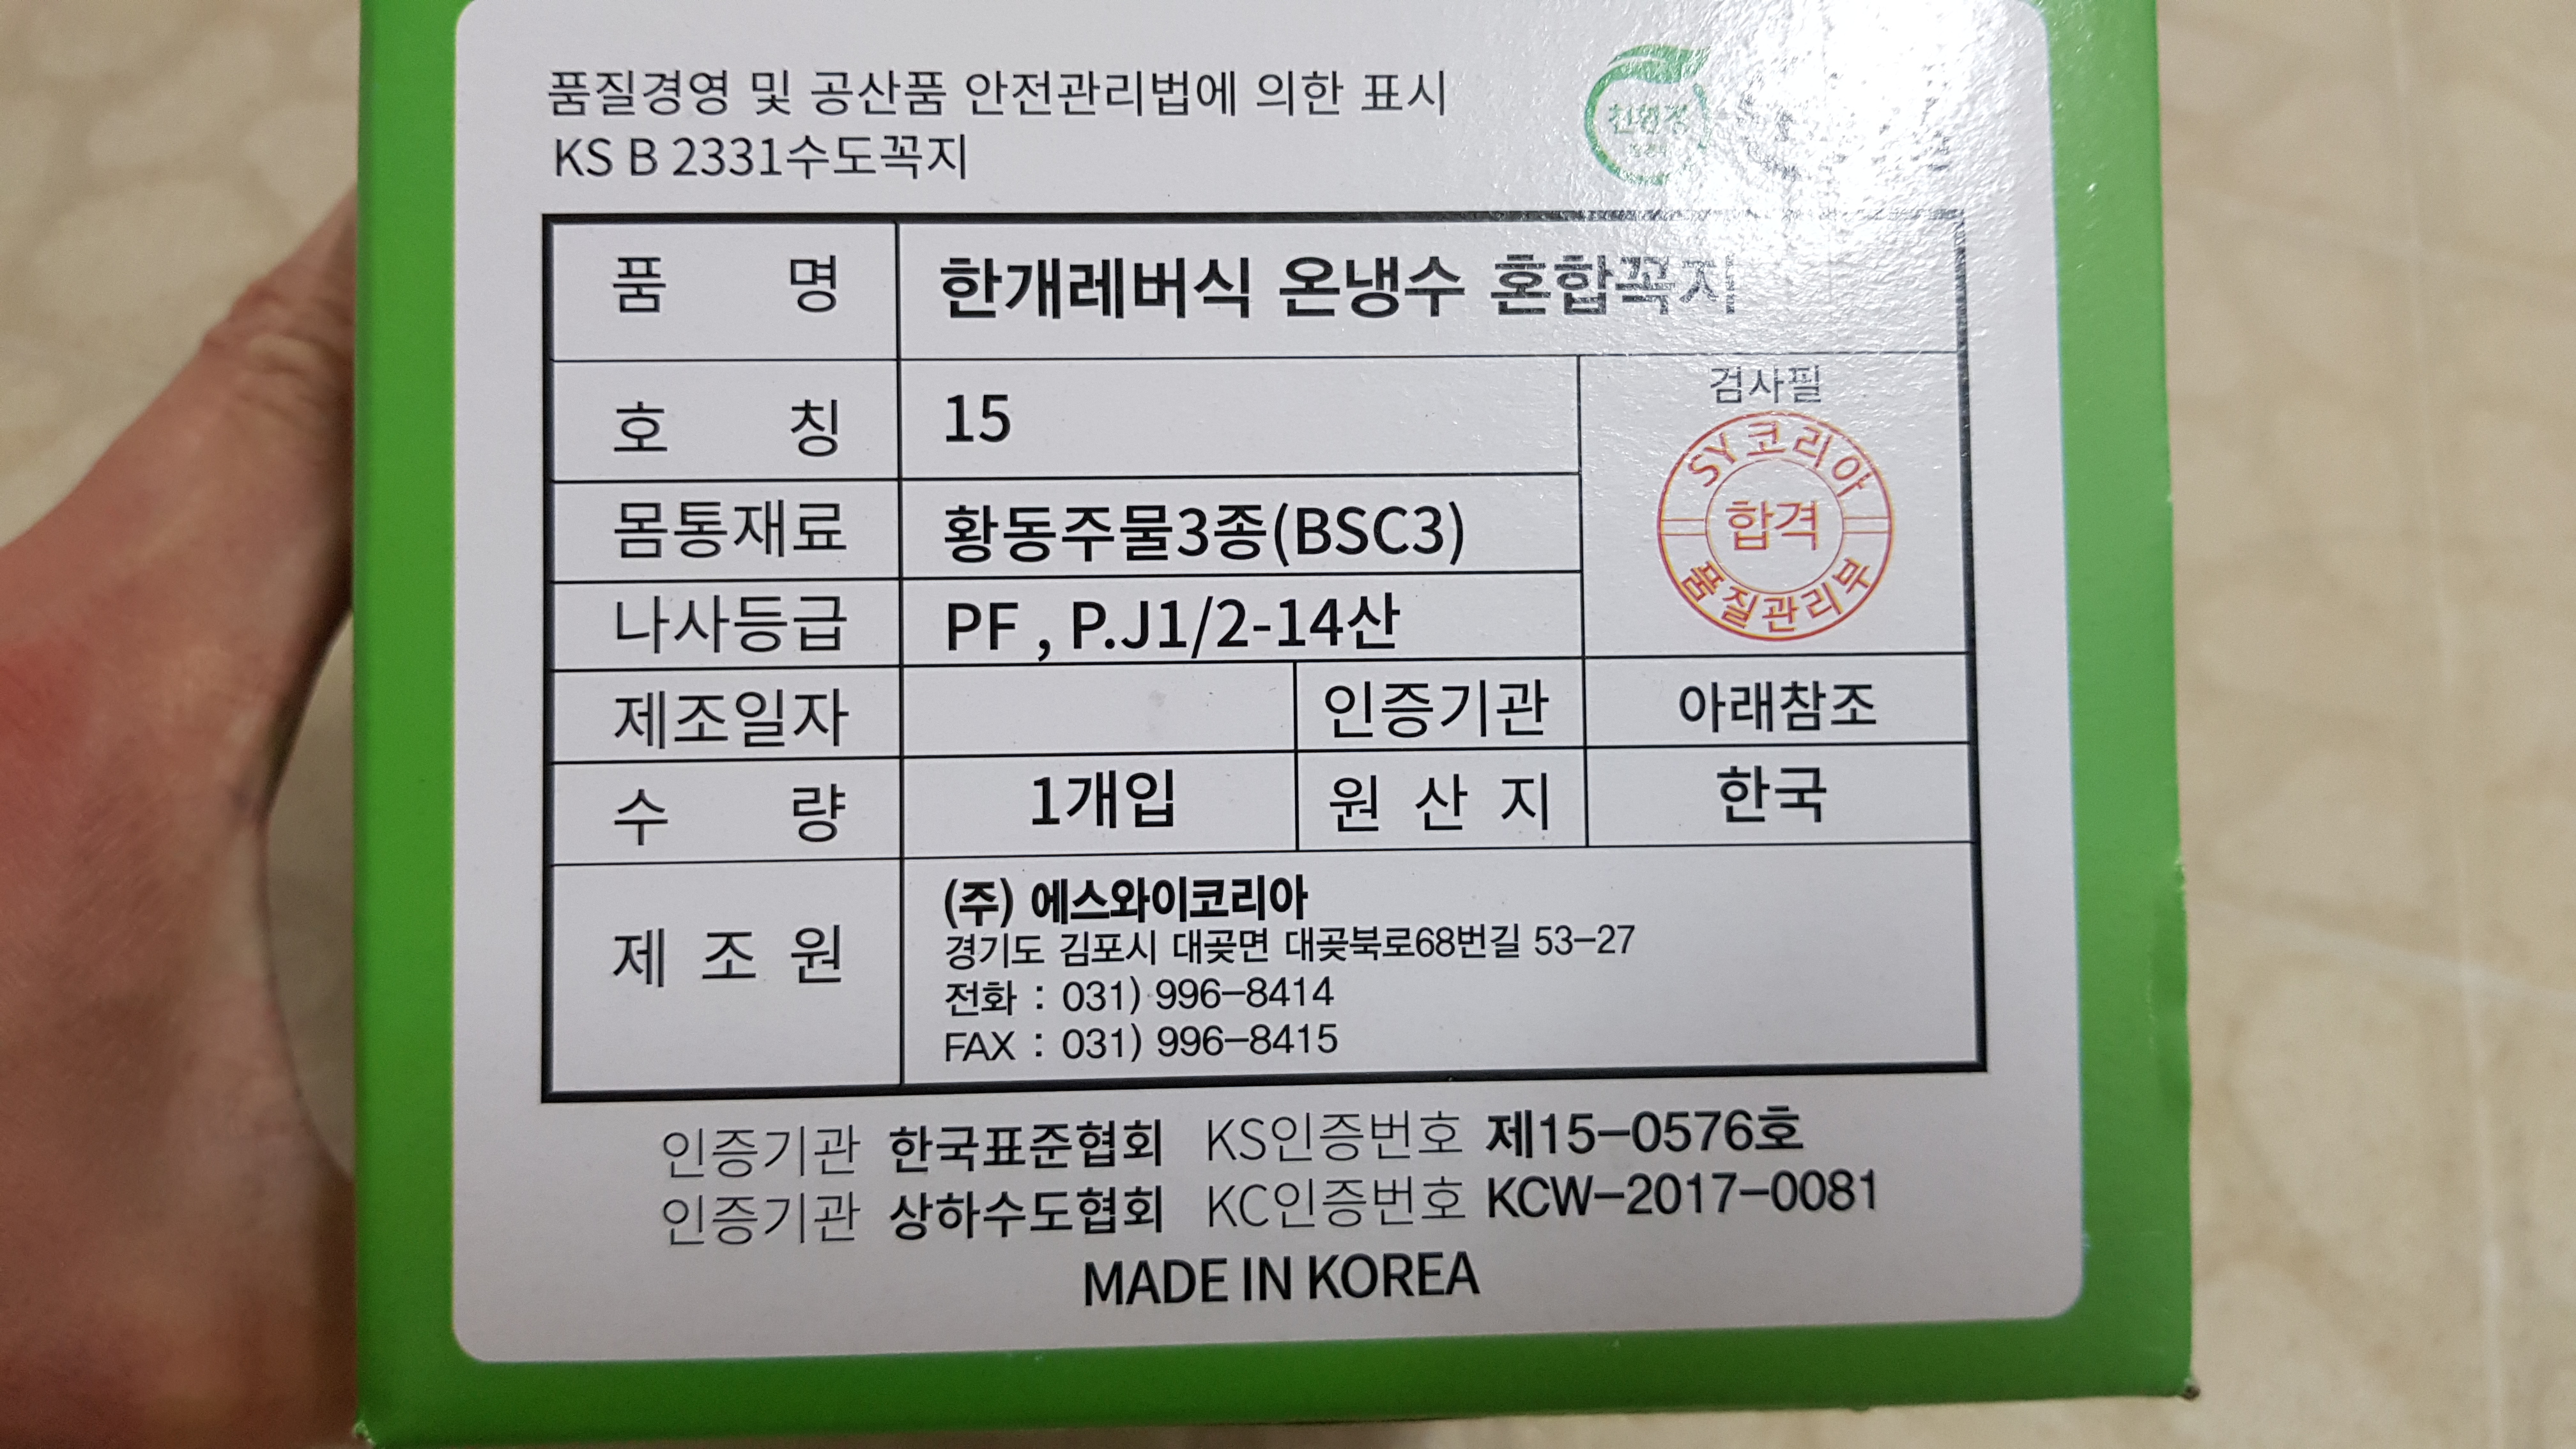 품질경영 및 공산품 안전관리법에 의한 표시
KS B 2331수도꼭지
친환경
품 명 한개레버식 온냉수 혼합꼭지
호 칭 15
검사필
SY코리아
합격
품질관리부
몸통재료 황동주물3종(BSC3)
나사등급 PF , P.J1/2-14산
제조일자 인증기관 아래참조
수 량 1개입 원 산 지 한국
제 조 원 (주) 에스와이코리아
경기도 김포시 대곶면 대곶북로68번길 53-27
전화 : 031) 996-8414
FAX : 031) 996-8415
인증기관 한국표준협회 KS인증번호 제15-0576호
인증기관 상하수도협회 KC인증번호 KCW-2017-0081
MADE IN KOREA